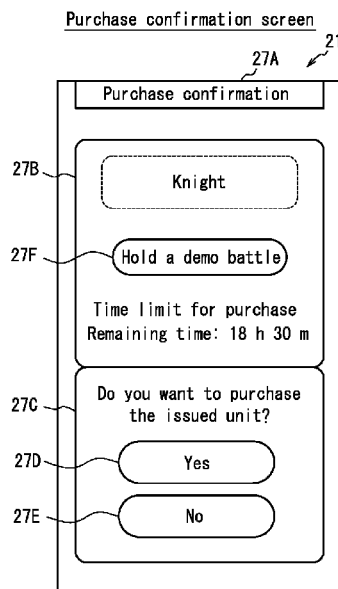 Purchase confirmation screen
21
27A
Purchase confirmation
27B
Knight
27F
Hold a demo battle
Time limit for purchase
Remaining time: 18 h 30 m
27C
Do you want to purchase
the issued unit?
27D
Yes
27E
No